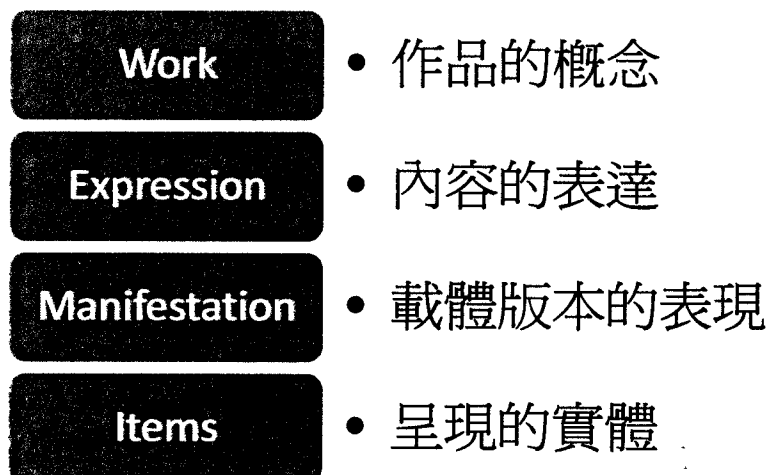 Work
• 作品的概念
Expression
• 內容的表達
Manifestation
• 載體版本的表現
Items
• 呈現的實體